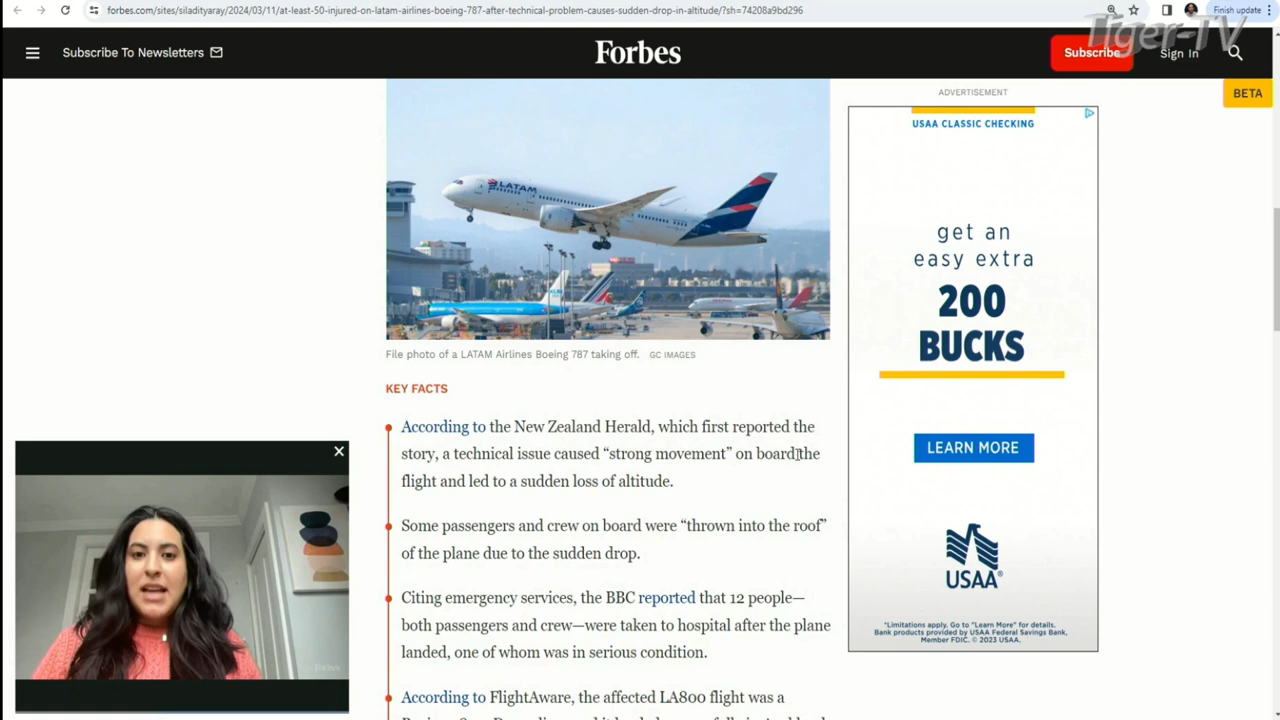 forbes.com/sites/siladityaray/2024/03/11/at-least-50-injured-on-latam-airlines-boeing-787-after-technical-problem-causes-sudden-drop-in-altitude/?sh=74208a9bd296
Finish update
Tiger-TV
Subscribe To Newsletters
Forbes
Subscribe
Sign In
BETA
LATAM
File photo of a LATAM Airlines Boeing 787 taking off. GC IMAGES
KEY FACTS
According to the New Zealand Herald, which first reported the
story, a technical issue caused “strong movement” on board the
flight and led to a sudden loss of altitude.
Some passengers and crew on board were “thrown into the roof”
of the plane due to the sudden drop.
Citing emergency services, the BBC reported that 12 people—
both passengers and crew—were taken to hospital after the plane
landed, one of whom was in serious condition.
According to FlightAware, the affected LA800 flight was a
ADVERTISEMENT
USAA CLASSIC CHECKING
get an
easy extra
200
BUCKS
LEARN MORE
USAA®
*Limitations apply. Go to "Learn More" for details.
Bank products provided by USAA Federal Savings Bank,
Member FDIC. © 2023 USAA.
Forbes